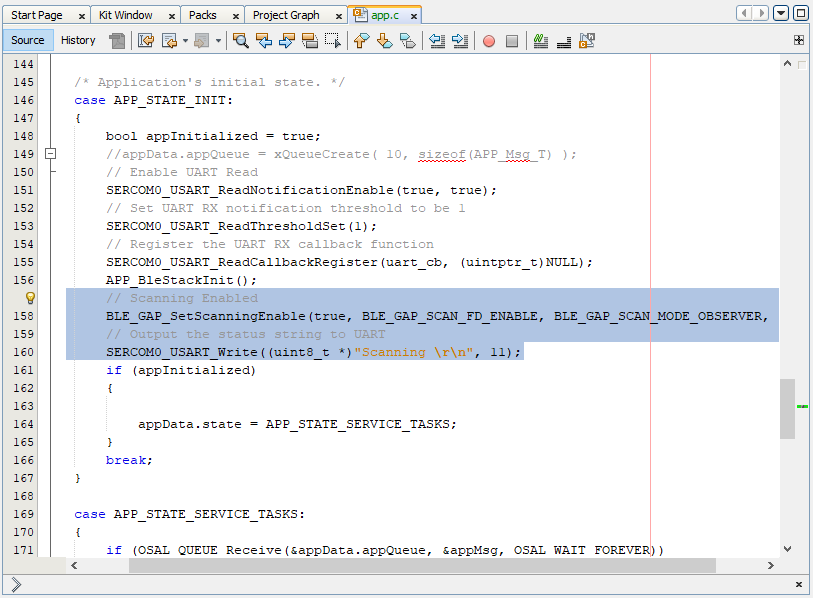 Start Page x Kit Window x Packs x Project Graph x app.c x
Source History
144
145 /* Application's initial state. */
146 case APP_STATE_INIT:
147 {
148 bool appInitialized = true;
149 //appData.appQueue = xQueueCreate( 10, sizeof(APP_Msg_T) );
150 // Enable UART Read
151 SERCOM0_USART_ReadNotificationEnable(true, true);
152 // Set UART RX notification threshold to be 1
153 SERCOM0_USART_ReadThresholdSet(1);
154 // Register the UART RX callback function
155 SERCOM0_USART_ReadCallbackRegister(uart_cb, (uintptr_t)NULL);
156 APP_BleStackInit();
// Scanning Enabled
158 BLE_GAP_SetScanningEnable(true, BLE_GAP_SCAN_FD_ENABLE, BLE_GAP_SCAN_MODE_OBSERVER,
159 // Output the status string to UART
160 SERCOM0_USART_Write((uint8_t *)"Scanning \r\n", 11);
161 if (appInitialized)
162 {
163
164 appData.state = APP_STATE_SERVICE_TASKS;
165 }
166 break;
167 }
168
169 case APP_STATE_SERVICE_TASKS:
170 {
171 if (OSAL_QUEUE_Receive(&appData.appQueue, &appMsg, OSAL_WAIT_FOREVER))